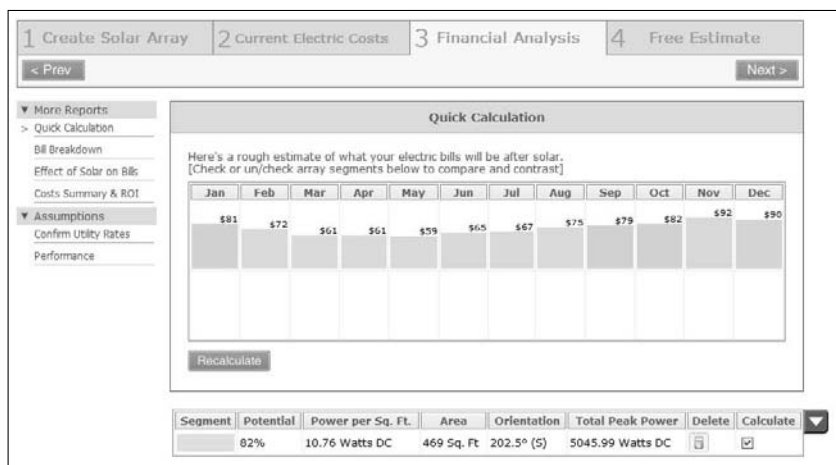 1 Create Solar Array 2 Current Electric Costs 3 Financial Analysis 4 Free Estimate
< Prev Next >
▼ More Reports
> Quick Calculation
Bill Breakdown
Effect of Solar on Bills
Costs Summary & ROI
▼ Assumptions
Confirm Utility Rates
Performance
Quick Calculation
Here's a rough estimate of what your electric bills will be after solar.
[Check or un/check array segments below to compare and contrast]
Jan Feb Mar Apr May Jun Jul Aug Sep Oct Nov Dec
$81 $72 $61 $61 $59 $65 $67 $75 $79 $82 $92 $90
Recalculate
Segment Potential Power per Sq. Ft. Area Orientation Total Peak Power Delete Calculate
82% 10.76 Watts DC 469 Sq. Ft 202.5° (S) 5045.99 Watts DC